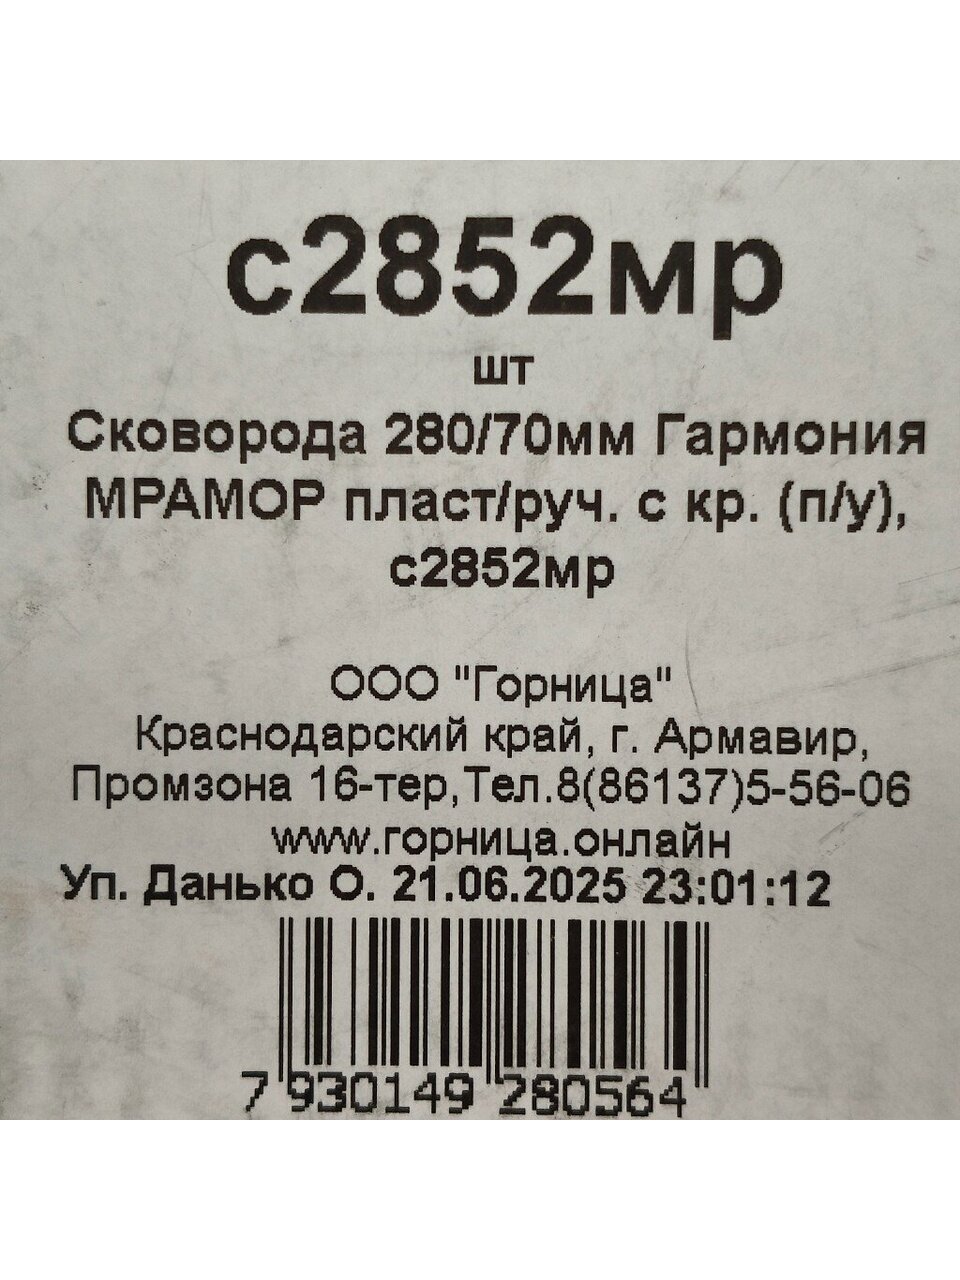 с2852мр
шт
Сковорода 280/70мм Гармония
МРАМОР пласт/руч. с кр. (п/у),
с2852мр
ООО "Горница"
Краснодарский край, г. Армавир,
Промзона 16-тер,Тел.8(86137)5-56-06
www.горница.онлайн
Уп. Данько О. 21.06.2025 23:01:12
7 930149 280564